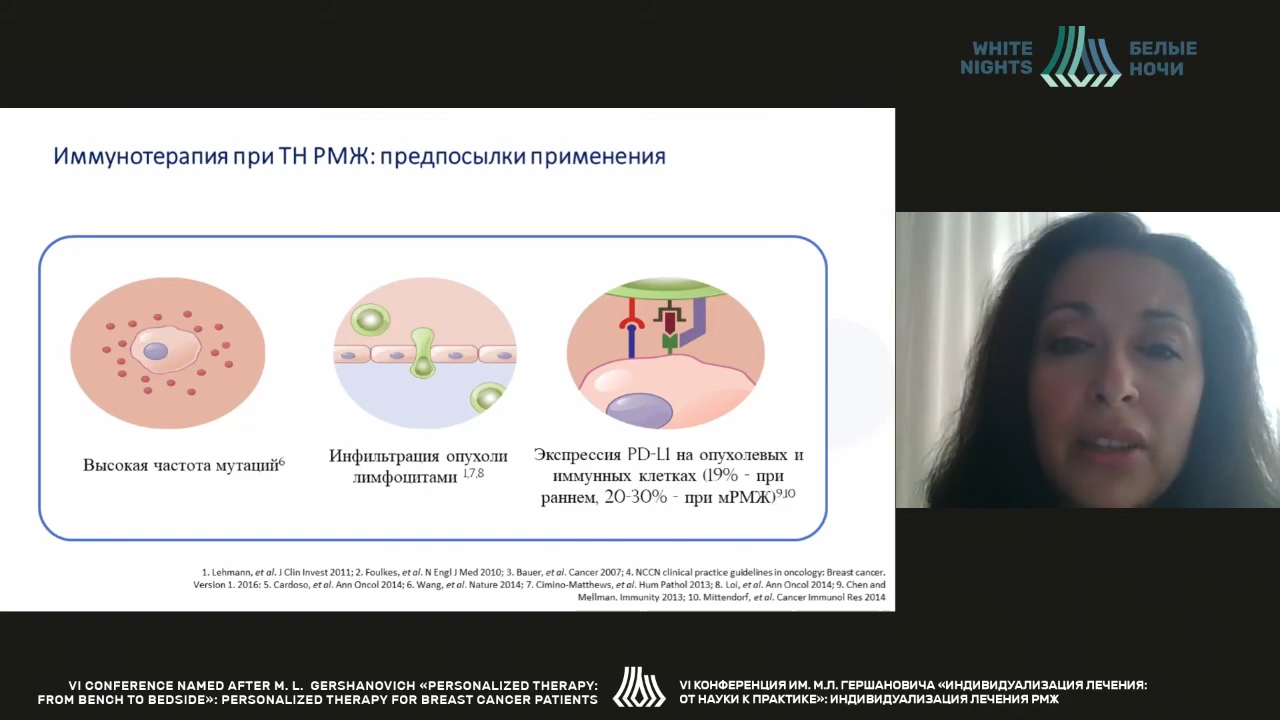 WHITE
NIGHTS
БЕЛЫЕ
НОЧИ
Иммунотерапия при ТН РМЖ: предпосылки применения
Высокая частота мутаций6
Инфильтрация опухоли
лимфоцитами 1,7,8
Экспрессия PD-L1 на опухолевых и
иммунных клетках (19% - при
раннем, 20-30% - при мРМЖ)9,10
1. Lehmann, et al. J Clin Invest 2011; 2. Foulkes, et al. N Engl J Med 2010; 3. Bauer, et al. Cancer 2007; 4. NCCN clinical practice guidelines in oncology: Breast cancer.
Version 1. 2016: 5. Cardoso, et al. Ann Oncol 2014; 6. Wang, et al. Nature 2014; 7. Cimino-Matthews, et al. Hum Pathol 2013; 8. Loi, et al. Ann Oncol 2014; 9. Chen and
Mellman. Immunity 2013; 10. Mittendorf, et al. Cancer Immunol Res 2014
VI CONFERENCE NAMED AFTER M. L. GERSHANOVICH «PERSONALIZED THERAPY:
FROM BENCH TO BEDSIDE»: PERSONALIZED THERAPY FOR BREAST CANCER PATIENTS
VI КОНФЕРЕНЦИЯ ИМ. М.Л. ГЕРШАНОВИЧА «ИНДИВИДУАЛИЗАЦИЯ ЛЕЧЕНИЯ:
ОТ НАУКИ К ПРАКТИКЕ»: ИНДИВИДУАЛИЗАЦИЯ ЛЕЧЕНИЯ РМЖ